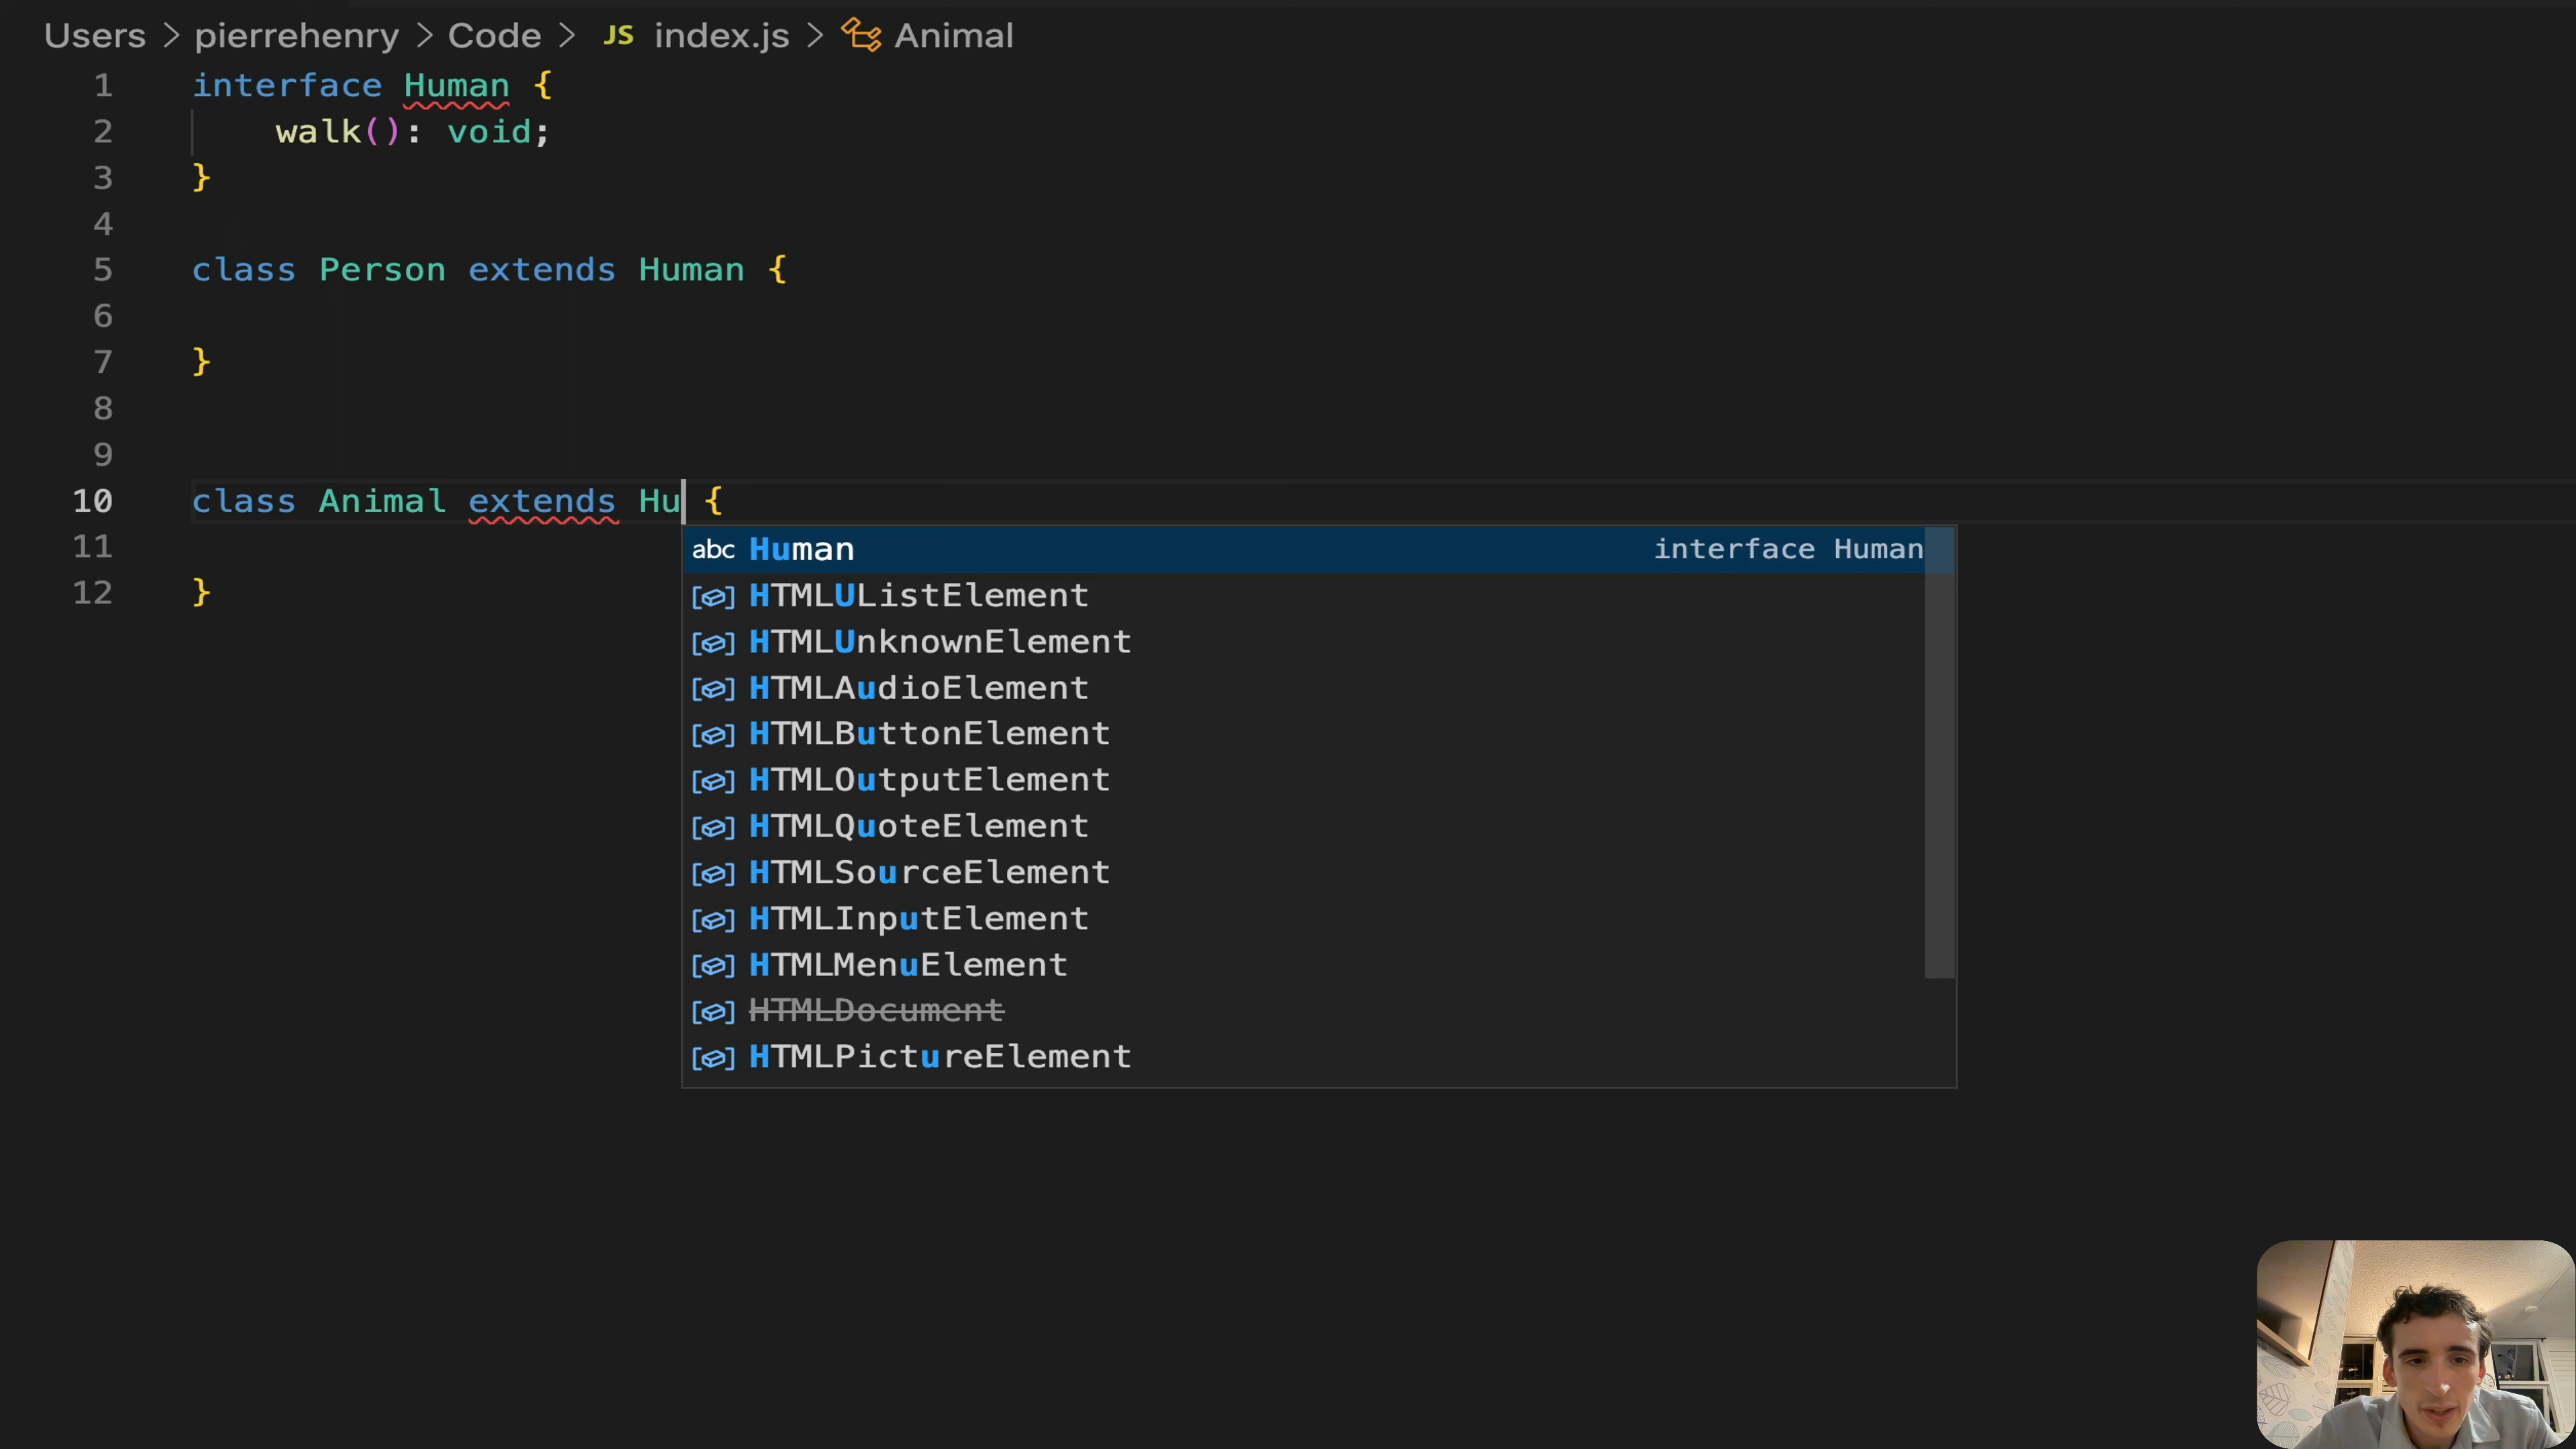 Users > pierrehenry > Code > JS index.js > Animal
1 interface Human {
2 walk(): void;
3 }
4
5 class Person extends Human {
6
7 }
8
9
10 class Animal extends Hu {
abc Human interface Human
11
HTMLUListElement
12 }
HTMLUnknownElement
HTMLAudioElement
HTMLButtonElement
HTMLOutputElement
HTMLQuoteElement
HTMLSourceElement
HTMLInputElement
HTMLMenuElement
HTMLDocument
HTMLPictureElement